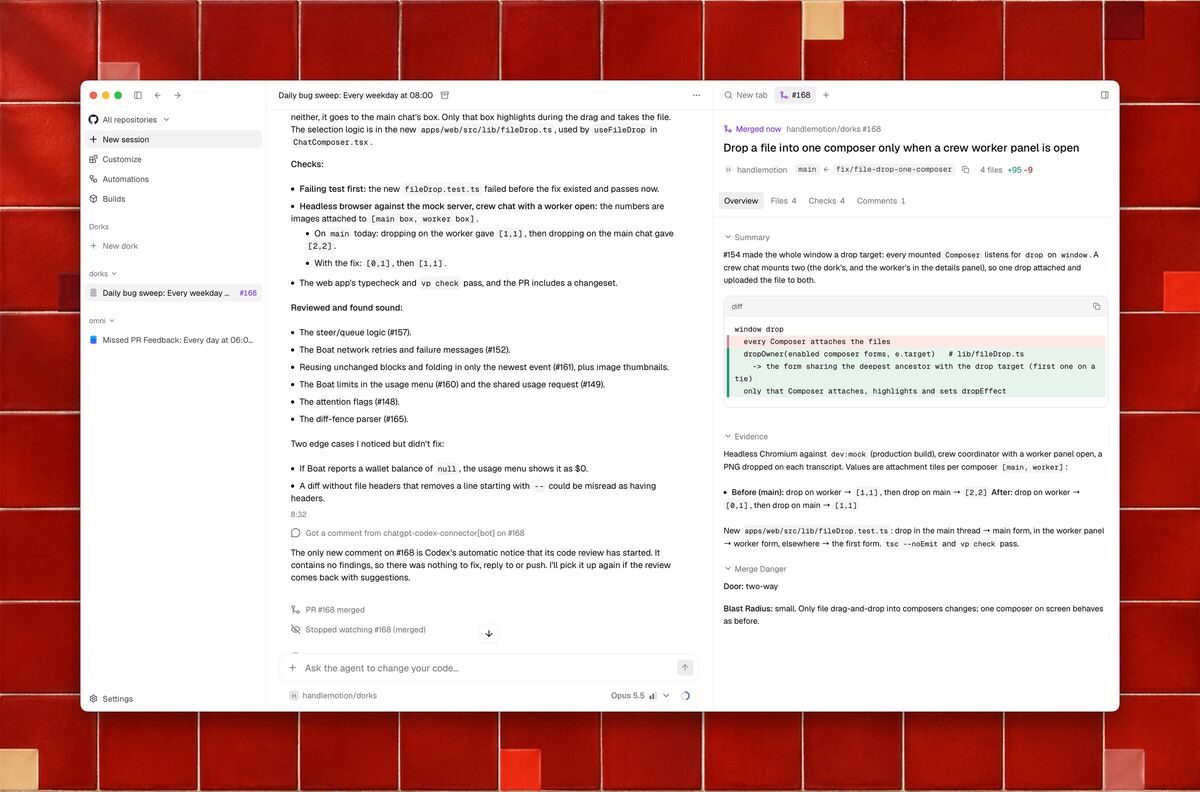 All repositories
New session
Customize
Automations
Builds
Dorks
New dork
dorks
Daily bug sweep: Every weekday ... #168
omni
Missed PR Feedback: Every day at 06:0...
Settings
Daily bug sweep: Every weekday at 08:00
neither, it goes to the main chat's box. Only that box highlights during the drag and takes the file.
The selection logic is in the new apps/web/src/lib/fileDrop.ts, used by useFileDrop in
ChatComposer.tsx.
Checks:
• Failing test first: the new fileDrop.test.ts failed before the fix existed and passes now.
• Headless browser against the mock server, crew chat with a worker open: the numbers are
images attached to [main box, worker box].
• On main today: dropping on the worker gave [1,1], then dropping on the main chat gave
[2,2].
• With the fix: [0,1], then [1,1].
• The web app's typecheck and vp check pass, and the PR includes a changeset.
Reviewed and found sound:
• The steer/queue logic (#157).
• The Boat network retries and failure messages (#152).
• Reusing unchanged blocks and folding in only the newest event (#161), plus image thumbnails.
• The Boat limits in the usage menu (#160) and the shared usage request (#149).
• The attention flags (#148).
• The diff-fence parser (#165).
Two edge cases I noticed but didn't fix:
• If Boat reports a wallet balance of null, the usage menu shows it as $0.
• A diff without file headers that removes a line starting with -- could be misread as having
headers.
8:32
Got a comment from chatgpt-codex-connector[bot] on #168
The only new comment on #168 is Codex's automatic notice that its code review has started. It
contains no findings, so there was nothing to fix, reply to or push. I'll pick it up again if the review
comes back with suggestions.
PR #168 merged
Stopped watching #168 (merged)
Ask the agent to change your code...
H handlemotion/dorks
Opus 5.5
New tab
#168
Merged now handlemotion/dorks #168
Drop a file into one composer only when a crew worker panel is open
H handlemotion main ← fix/file-drop-one-composer 4 files +95 -9
Overview Files 4 Checks 4 Comments 1
Summary
#154 made the whole window a drop target: every mounted Composer listens for drop on window. A
crew chat mounts two (the dork's, and the worker's in the details panel), so one drop attached and
uploaded the file to both.
diff
window drop
every Composer attaches the files
dropOwner(enabled composer forms, e.target) # lib/fileDrop.ts
-> the form sharing the deepest ancestor with the drop target (first one on a
tie)
only that Composer attaches, highlights and sets dropEffect
Evidence
Headless Chromium against dev:mock (production build), crew coordinator with a worker panel open, a
PNG dropped on each transcript. Values are attachment tiles per composer [main, worker]:
• Before (main): drop on worker → [1,1], then drop on main → [2,2] After: drop on worker →
[0,1], then drop on main → [1,1]
New apps/web/src/lib/fileDrop.test.ts: drop in the main thread → main form, in the worker panel
→ worker form, elsewhere → the first form. tsc --noEmit and vp check pass.
Merge Danger
Door: two-way
Blast Radius: small. Only file drag-and-drop into composers changes; one composer on screen behaves
as before.